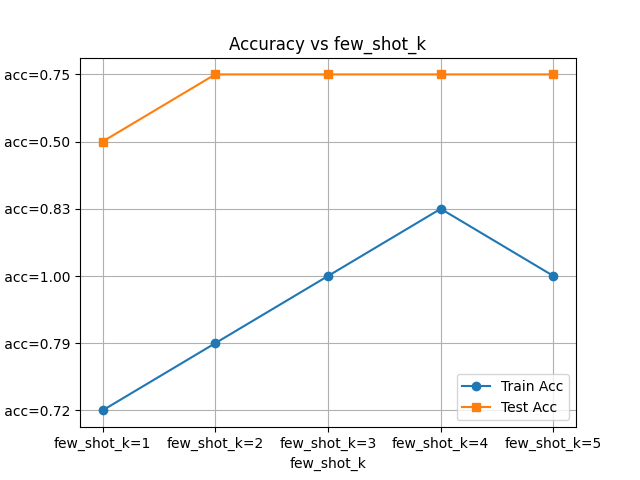 Accuracy vs few_shot_k
acc=0.75
acc=0.50
acc=0.83
acc=1.00
acc=0.79
acc=0.72
Train Acc
Test Acc
few_shot_k=1 few_shot_k=2 few_shot_k=3 few_shot_k=4 few_shot_k=5
few_shot_k